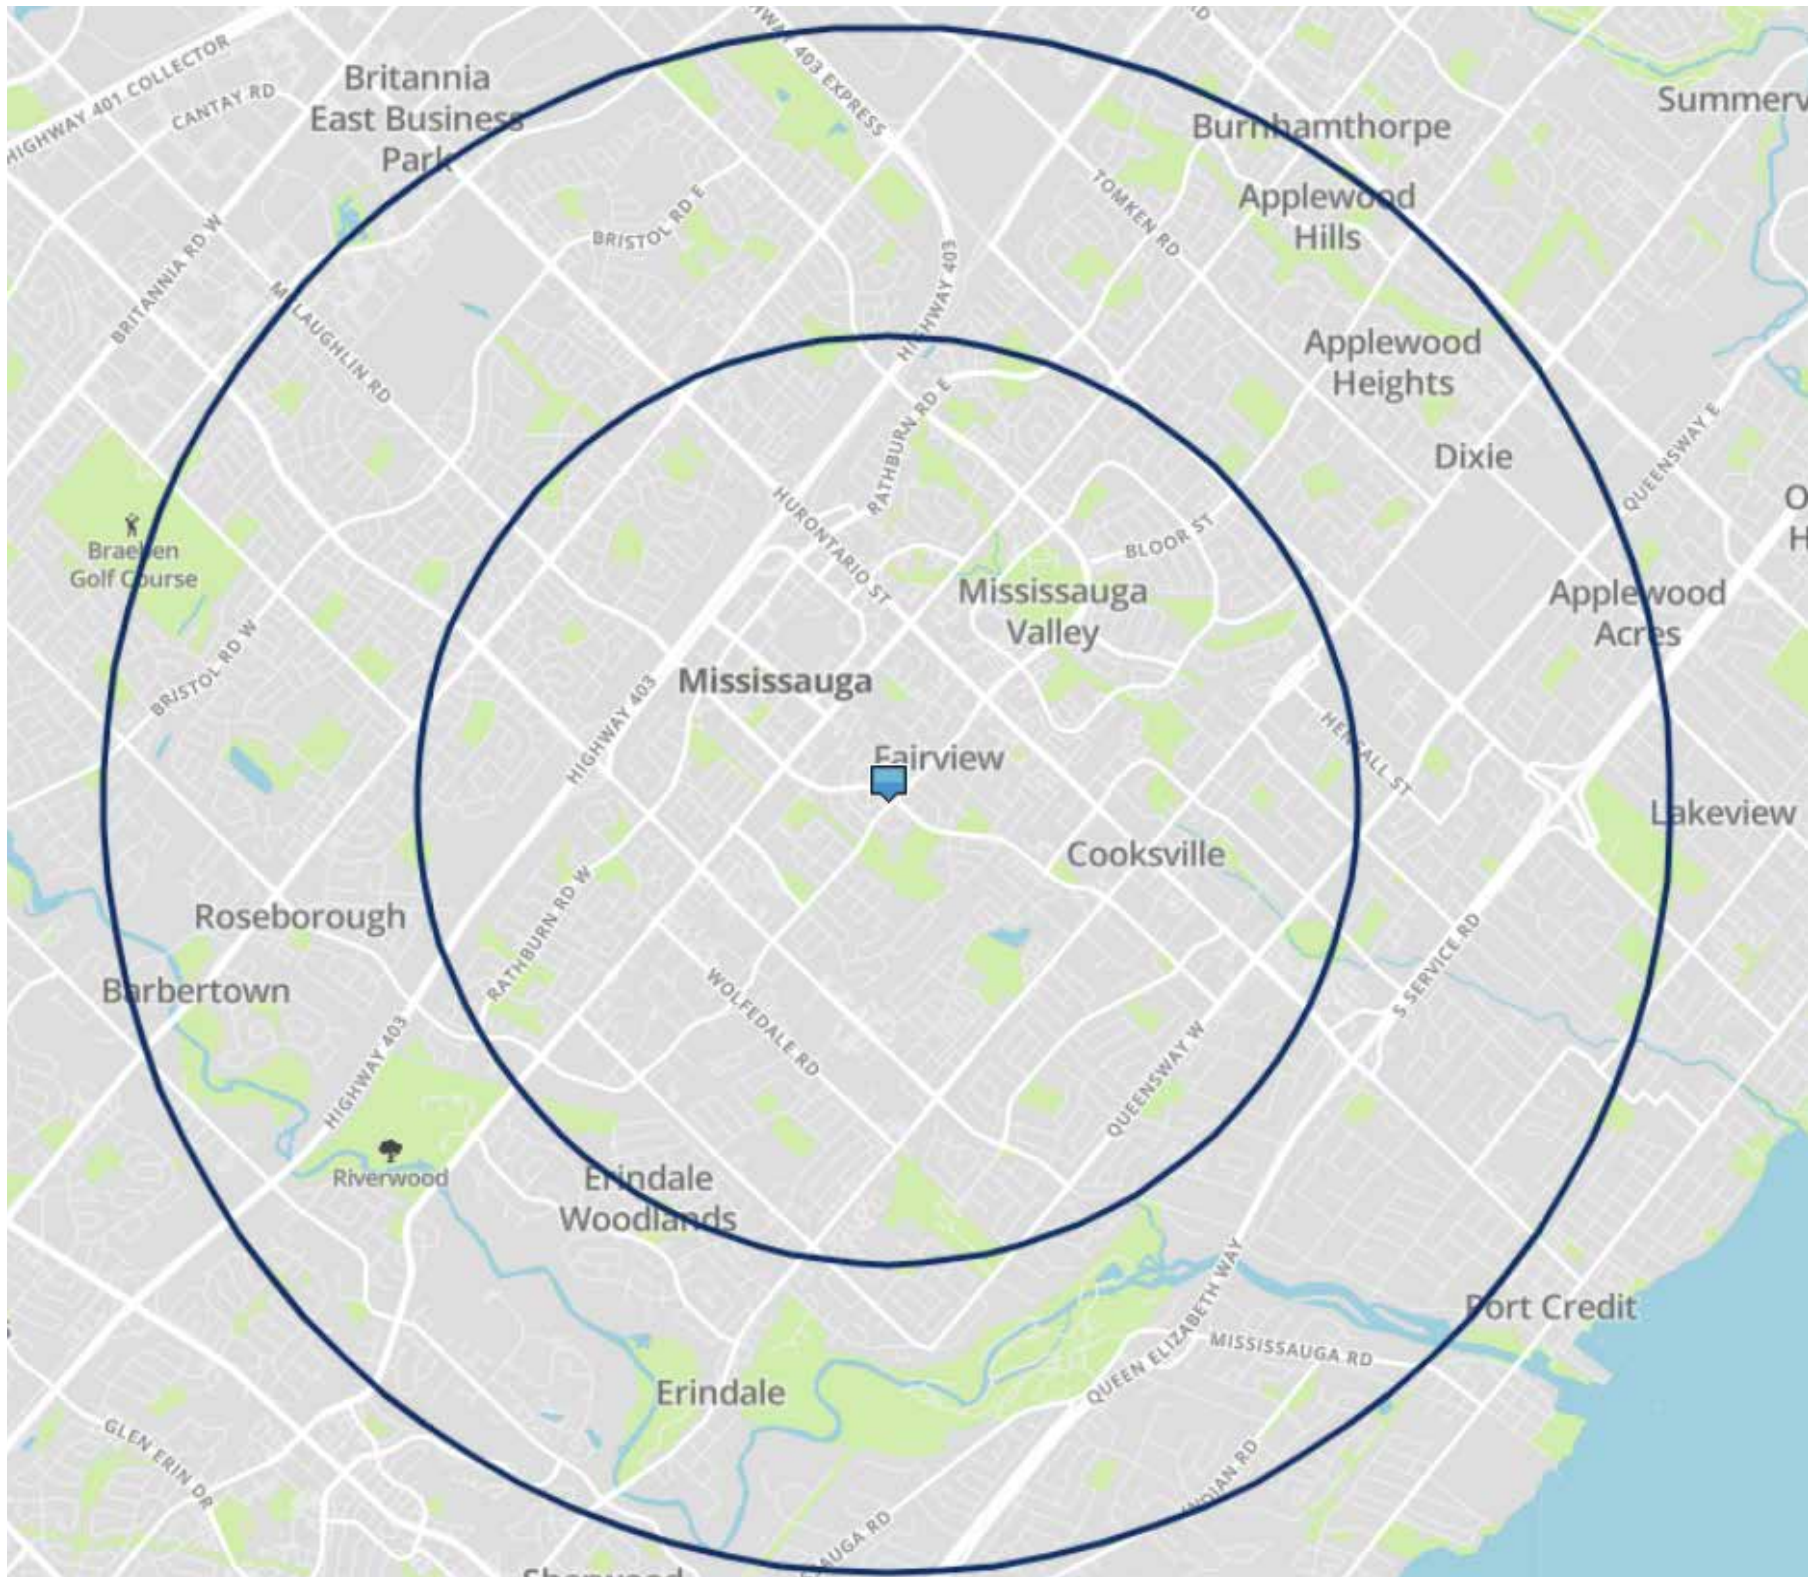 HIGHWAY 401 COLLECTOR
CANTAY RD
Britannia
East Business
Park
HIGHWAY 403 EXPRESS
Burnhamthorpe
Applewood
Hills
TOMKEN RD
BRISTOL RD E
BRITANNIA RD W
MCLAUGHLIN RD
HIGHWAY 403
Applewood
Heights
RATHBURN RD E
Dixie
QUEENSWAY E
HURONTARIO ST
BLOOR ST
Braeben
Golf Course
Mississauga
Valley
Applewood
Acres
BRISTOL RD W
Mississauga
HIGHWAY 403
Fairview
HENSALL ST
Lakeview
Cooksville
Roseborough
RATHBURN RD W
Barbertown
WOLFEDALE RD
S SERVICE RD
HIGHWAY 403
QUEENSWAY W
Riverwood
Erindale
Woodlands
Port Credit
QUEEN ELIZABETH WAY
MISSISSAUGA RD
Erindale
GLEN ERIN DR
INDIAN RD